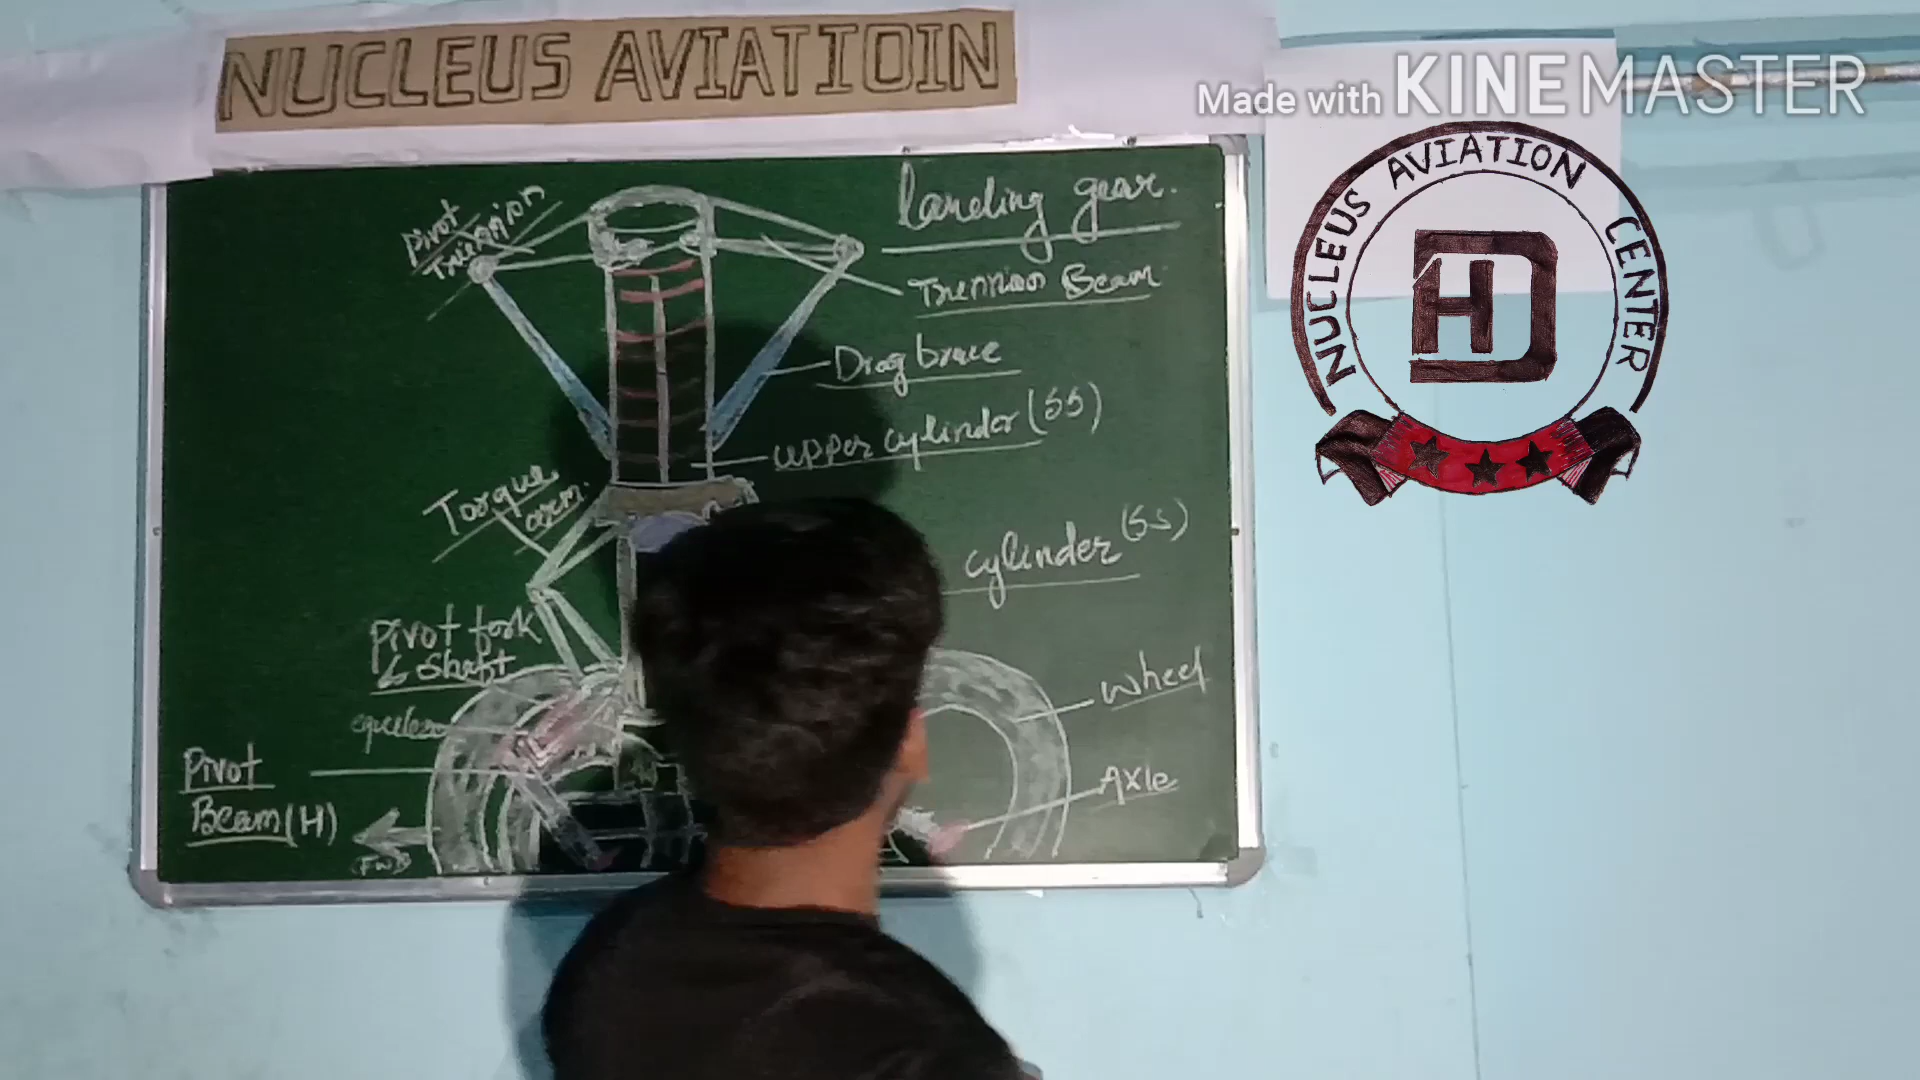 NUCLEUS AVIATIOIN
Made with KINEMASTER
NUCLEUS AVIATION CENTER
H
landing gear.
Pivot
Trunnion Beam
Drag brace
upper cylinder (SS)
Torque
arm.
cylinder (SS)
Pivot fork
& Shaft
wheel
Pivot
Beam (H)
Axle
FWD